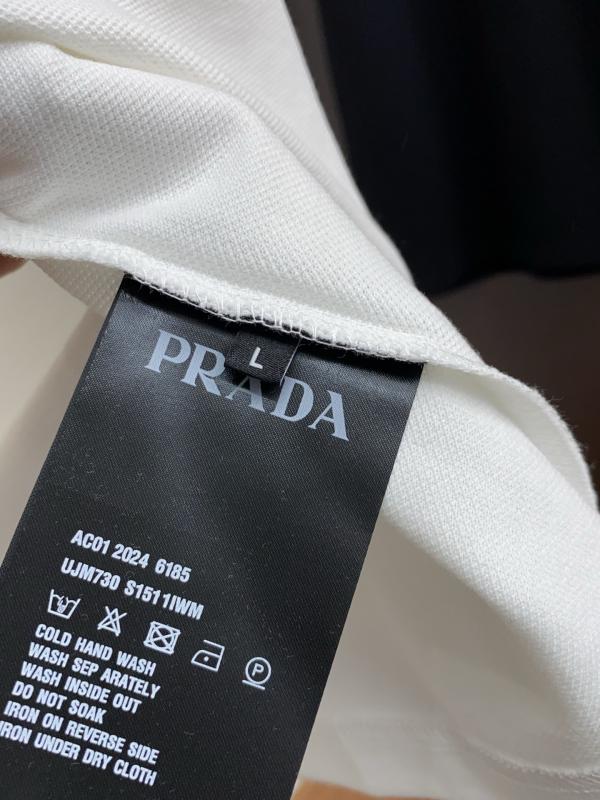 L
PRADA
AC01 2024 6185
UJM730 S1511IWM
P
COLD HAND WASH
WASH SEP ARATELY
WASH INSIDE OUT
DO NOT SOAK
IRON ON REVERSE SIDE
IRON UNDER DRY CLOTH